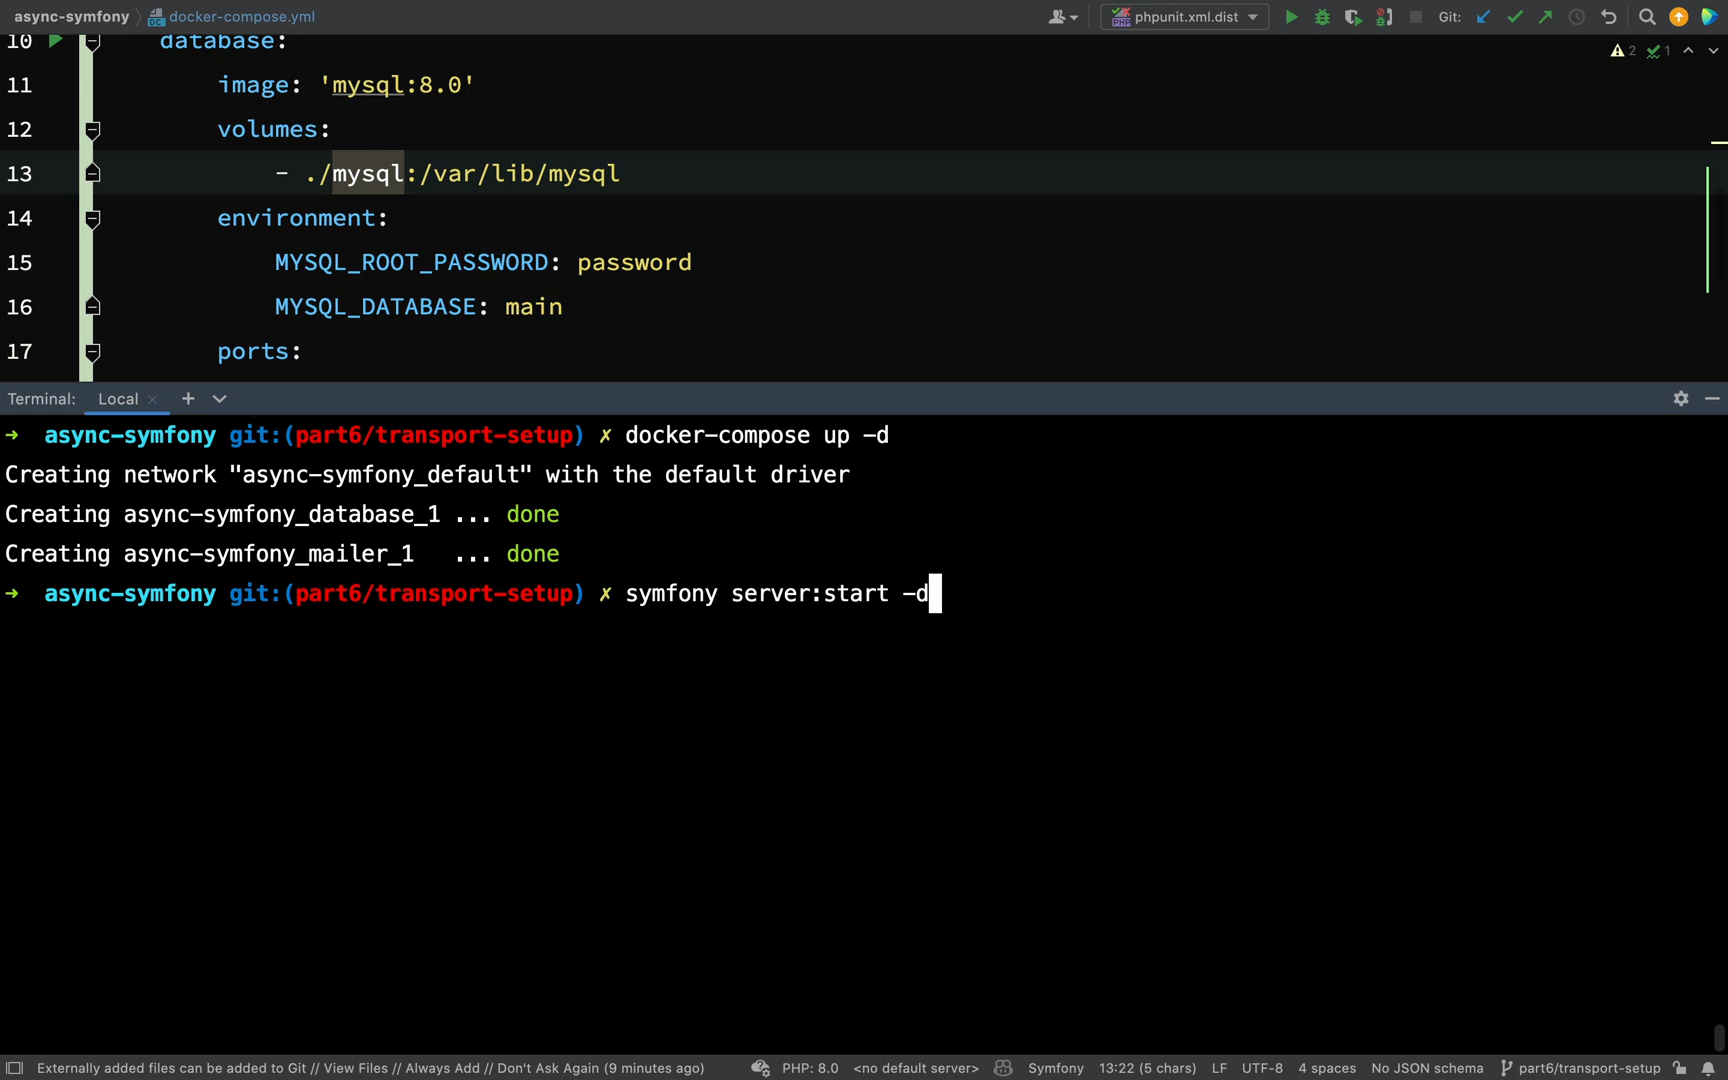 async-symfony docker-compose.yml phpunit.xml.dist Git:
10 database: 2 1
11 image: 'mysql:8.0'
12 volumes:
13 - ./mysql:/var/lib/mysql
14 environment:
15 MYSQL_ROOT_PASSWORD: password
16 MYSQL_DATABASE: main
17 ports:
Terminal: Local
→ async-symfony git:(part6/transport-setup) ✗ docker-compose up -d
Creating network "async-symfony_default" with the default driver
Creating async-symfony_database_1 ... done
Creating async-symfony_mailer_1 ... done
→ async-symfony git:(part6/transport-setup) ✗ symfony server:start -d
Externally added files can be added to Git // View Files // Always Add // Don't Ask Again (9 minutes ago) PHP: 8.0 <no default server> Symfony 13:22 (5 chars) LF UTF-8 4 spaces No JSON schema part6/transport-setup